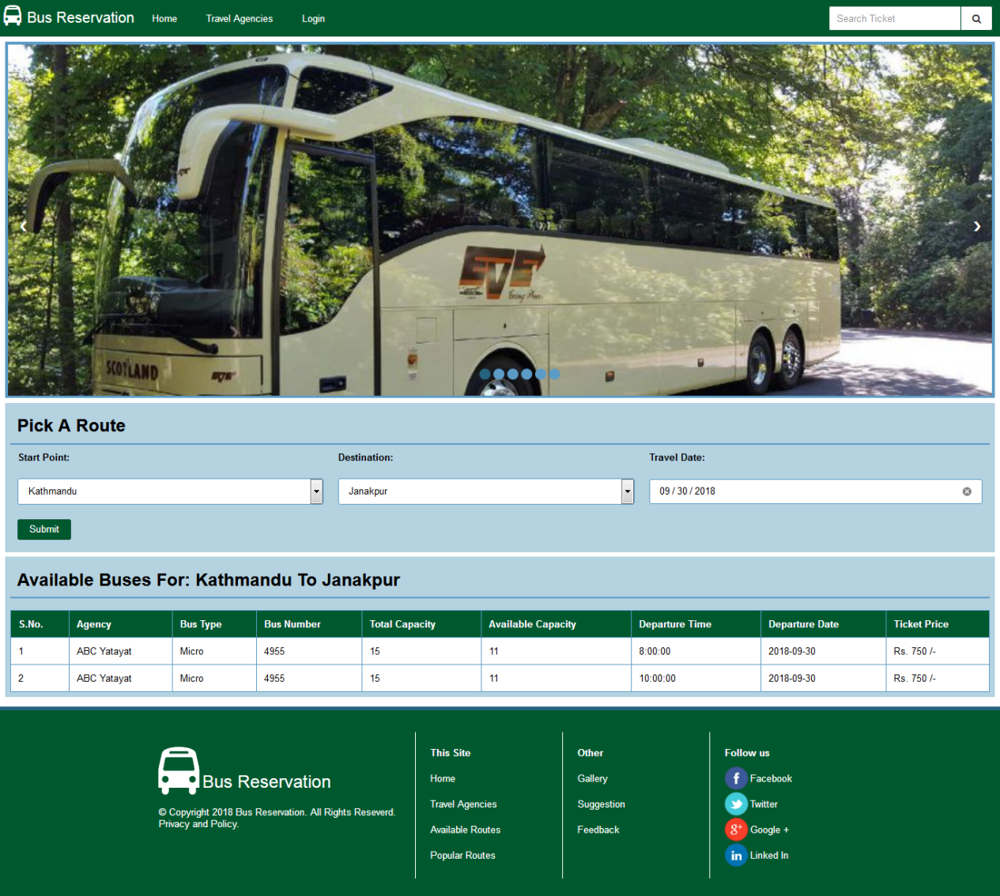 Bus Reservation Home Travel Agencies Login Search Ticket
SCOTLAND
Pick A Route
Start Point: Destination: Travel Date:
Kathmandu Janakpur 09 / 30 / 2018
Submit
Available Buses For: Kathmandu To Janakpur
S.No. Agency Bus Type Bus Number Total Capacity Available Capacity Departure Time Departure Date Ticket Price
1 ABC Yatayat Micro 4955 15 11 8:00:00 2018-09-30 Rs. 750 /-
2 ABC Yatayat Micro 4955 15 11 10:00:00 2018-09-30 Rs. 750 /-
Bus Reservation
© Copyright 2018 Bus Reservation. All Rights Reseverd.
Privacy and Policy.
This Site
Home
Travel Agencies
Available Routes
Popular Routes
Other
Gallery
Suggestion
Feedback
Follow us
f Facebook
Twitter
g+ Google +
in Linked In